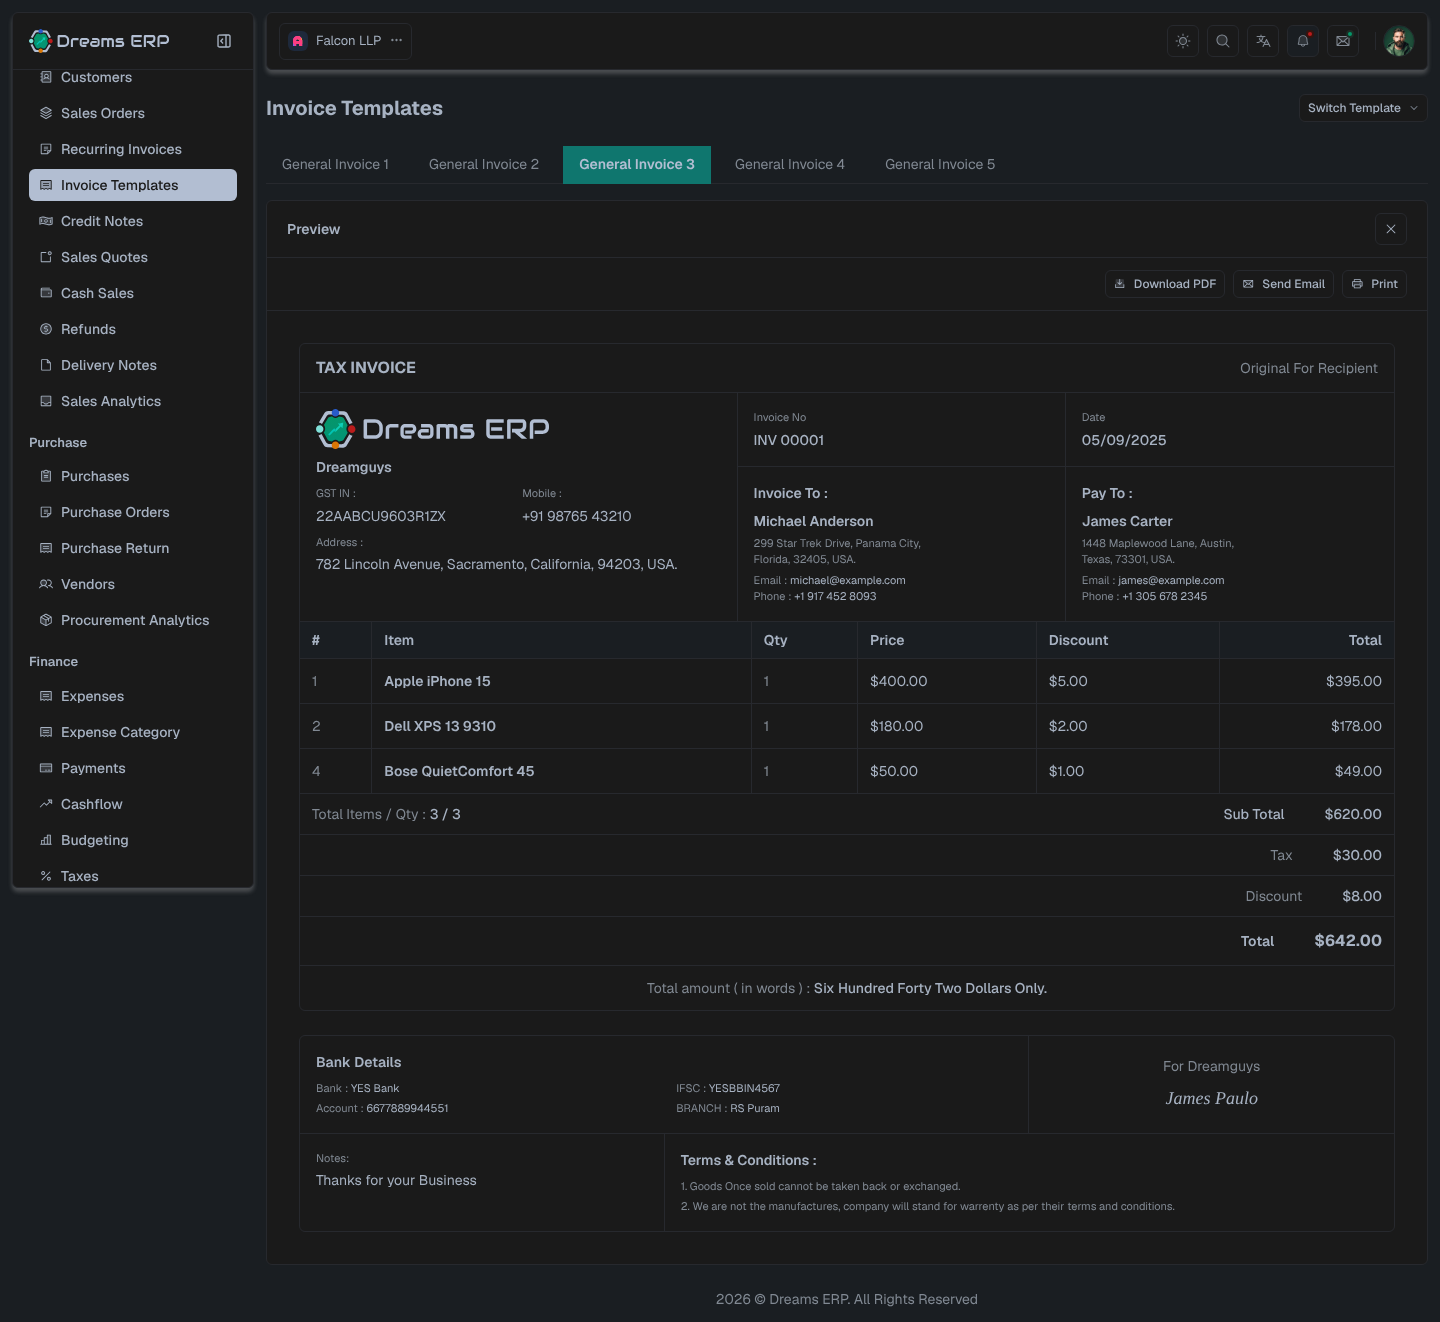 Dreams ERP
Falcon LLP
Customers
Sales Orders
Recurring Invoices
Invoice Templates
Credit Notes
Sales Quotes
Cash Sales
Refunds
Delivery Notes
Sales Analytics
Purchase
Purchases
Purchase Orders
Purchase Return
Vendors
Procurement Analytics
Finance
Expenses
Expense Category
Payments
Cashflow
Budgeting
Taxes
Invoice Templates
Switch Template
General Invoice 1 General Invoice 2 General Invoice 3 General Invoice 4 General Invoice 5
Preview
Download PDF Send Email Print
TAX INVOICE Original For Recipient
Dreams ERP
Dreamguys
GST IN : Mobile :
22AABCU9603R1ZX +91 98765 43210
Address :
782 Lincoln Avenue, Sacramento, California, 94203, USA.
Invoice No
INV 00001
Date
05/09/2025
Invoice To :
Michael Anderson
299 Star Trek Drive, Panama City,
Florida, 32405, USA.
Email : michael@example.com
Phone : +1 917 452 8093
Pay To :
James Carter
1448 Maplewood Lane, Austin,
Texas, 73301, USA.
Email : james@example.com
Phone : +1 305 678 2345
# Item Qty Price Discount Total
1 Apple iPhone 15 1 $400.00 $5.00 $395.00
2 Dell XPS 13 9310 1 $180.00 $2.00 $178.00
4 Bose QuietComfort 45 1 $50.00 $1.00 $49.00
Total Items / Qty : 3 / 3 Sub Total $620.00
Tax $30.00
Discount $8.00
Total $642.00
Total amount ( in words ) : Six Hundred Forty Two Dollars Only.
Bank Details
Bank : YES Bank IFSC : YESBBIN4567
Account : 6677889944551 BRANCH : RS Puram
For Dreamguys
James Paulo
Notes:
Thanks for your Business
Terms & Conditions :
1. Goods Once sold cannot be taken back or exchanged.
2. We are not the manufactures, company will stand for warrenty as per their terms and conditions.
2026 © Dreams ERP. All Rights Reserved